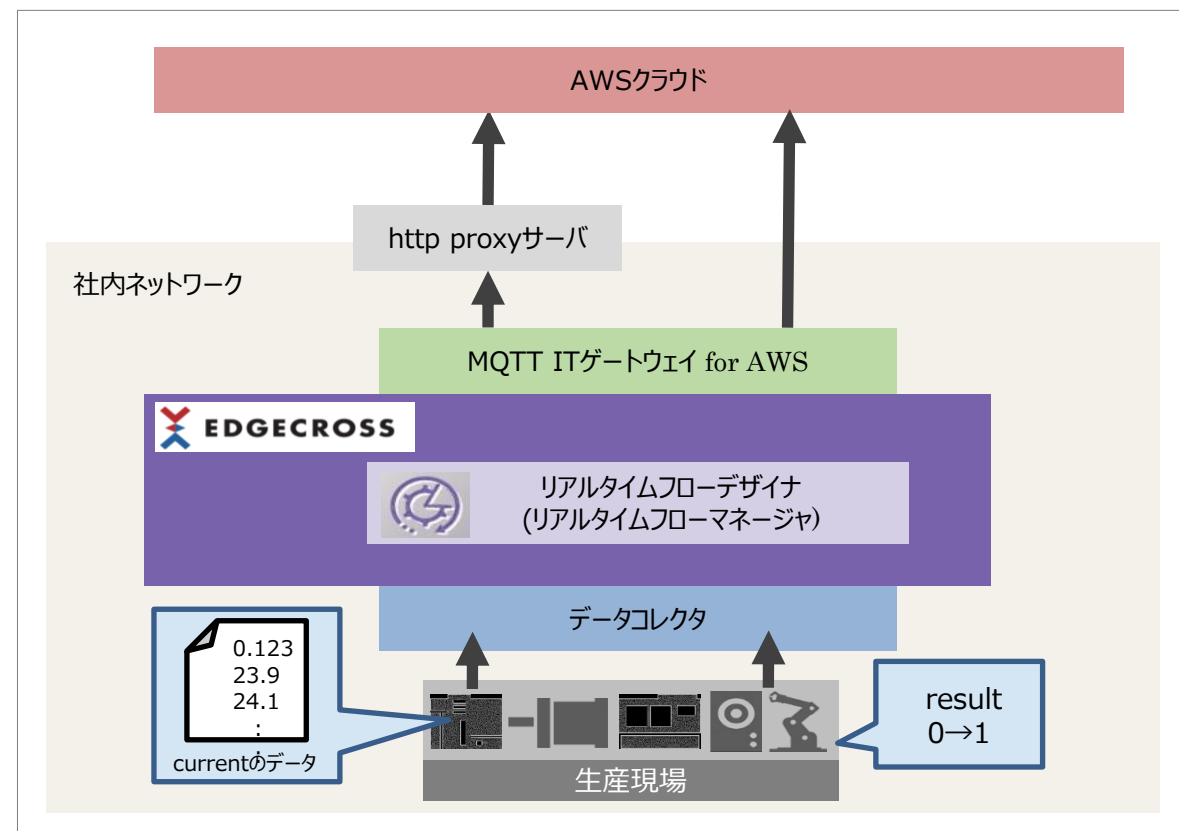 AWSクラウド
http proxyサーバ
社内ネットワーク
MQTT ITゲートウェイ for AWS
EDGECROSS
リアルタイムフローデザイナ
(リアルタイムフローマネージャ)
データコレクタ
0.123
23.9
24.1
:
:
currentのデータ
result
0→1
生産現場